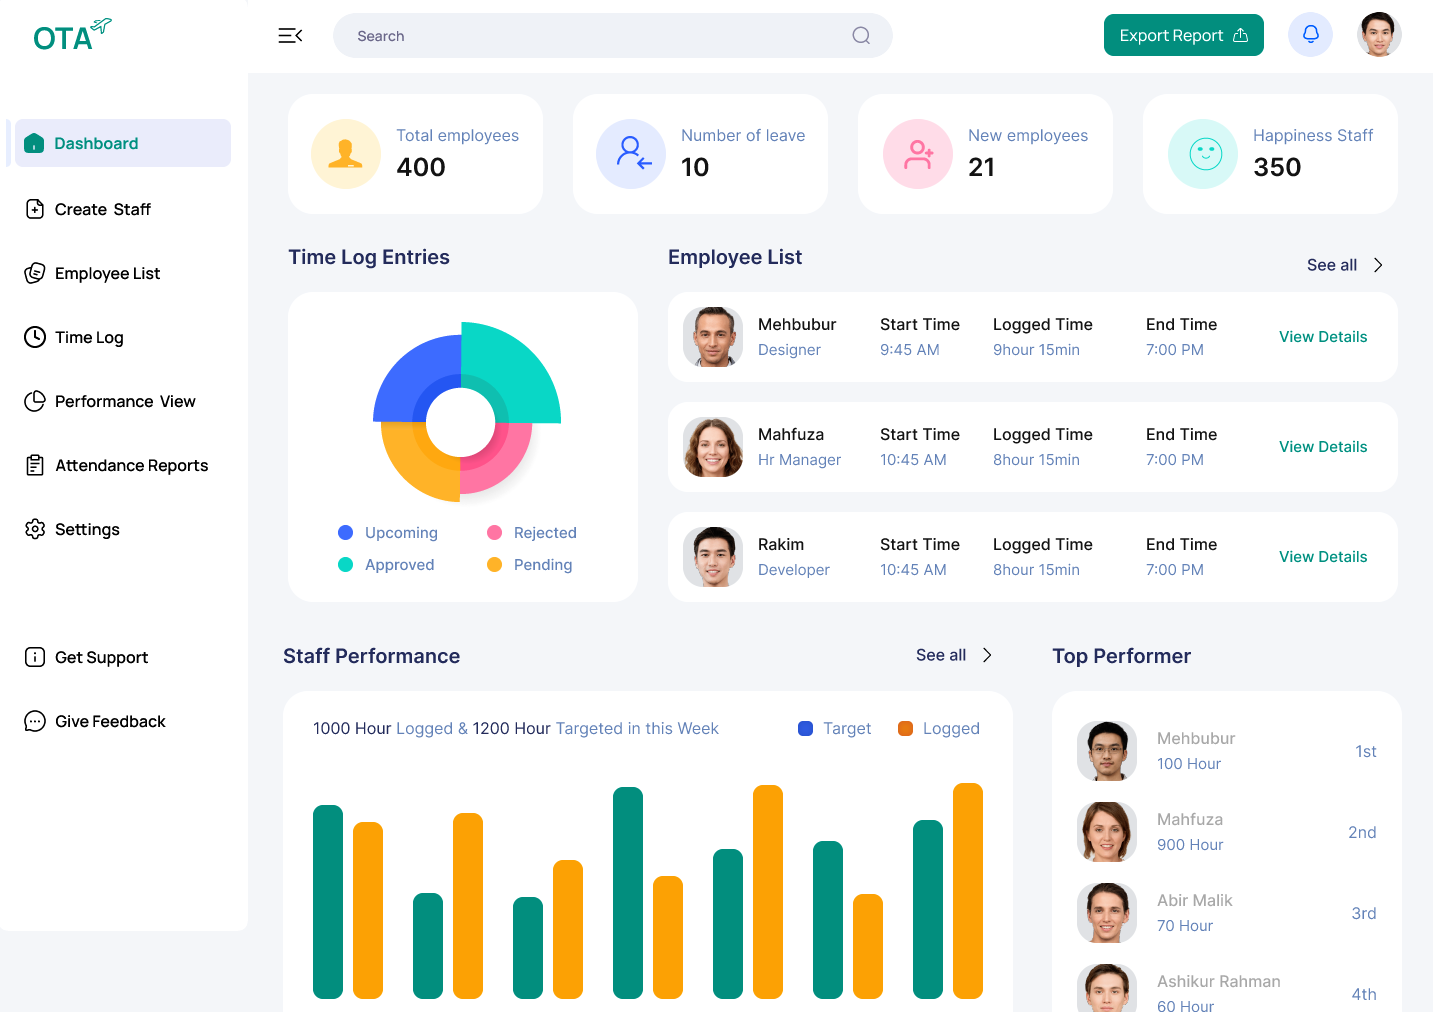 OTA
Search
Export Report
Dashboard
Create Staff
Employee List
Time Log
Performance View
Attendance Reports
Settings
Get Support
Give Feedback
Total employees
400
Number of leave
10
New employees
21
Happiness Staff
350
Time Log Entries
Upcoming
Rejected
Approved
Pending
Employee List
See all
Mehbubur Start Time Logged Time End Time
Designer 9:45 AM 9hour 15min 7:00 PM
View Details
Mahfuza Start Time Logged Time End Time
Hr Manager 10:45 AM 8hour 15min 7:00 PM
View Details
Rakim Start Time Logged Time End Time
Developer 10:45 AM 8hour 15min 7:00 PM
View Details
Staff Performance
See all
1000 Hour Logged & 1200 Hour Targeted in this Week
Target
Logged
Top Performer
Mehbubur
100 Hour
1st
Mahfuza
900 Hour
2nd
Abir Malik
70 Hour
3rd
Ashikur Rahman
60 Hour
4th